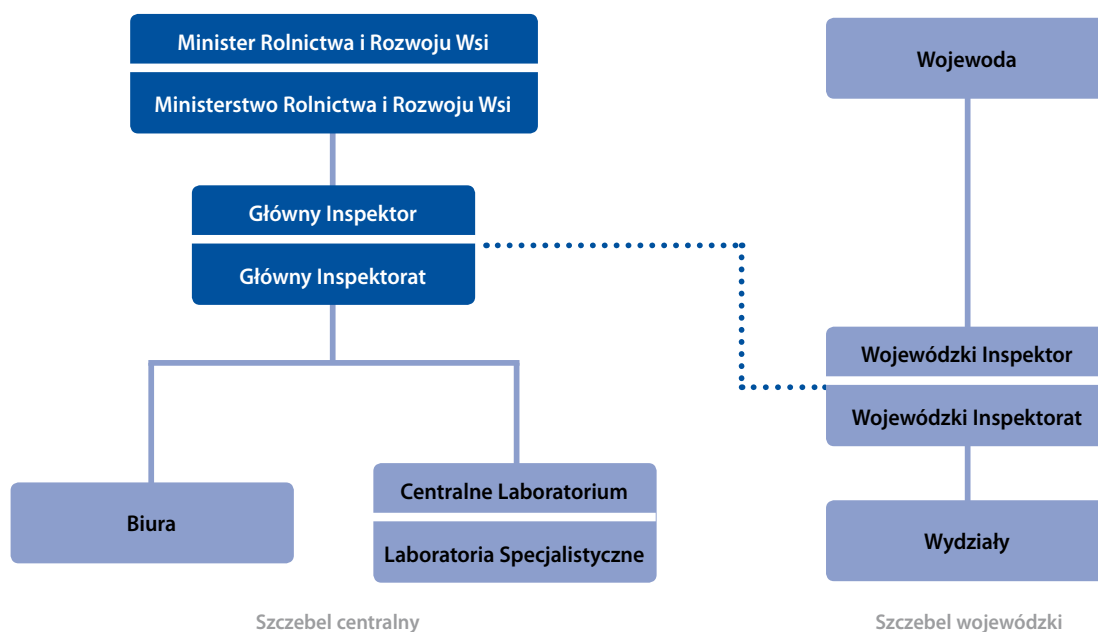 Minister Rolnictwa i Rozwoju Wsi
Ministerstwo Rolnictwa i Rozwoju Wsi
Główny Inspektor
Główny Inspektorat
Biura
Centralne Laboratorium
Laboratoria Specjalistyczne
Szczebel centralny
Wojewoda
Wojewódzki Inspektor
Wojewódzki Inspektorat
Wydziały
Szczebel wojewódzki